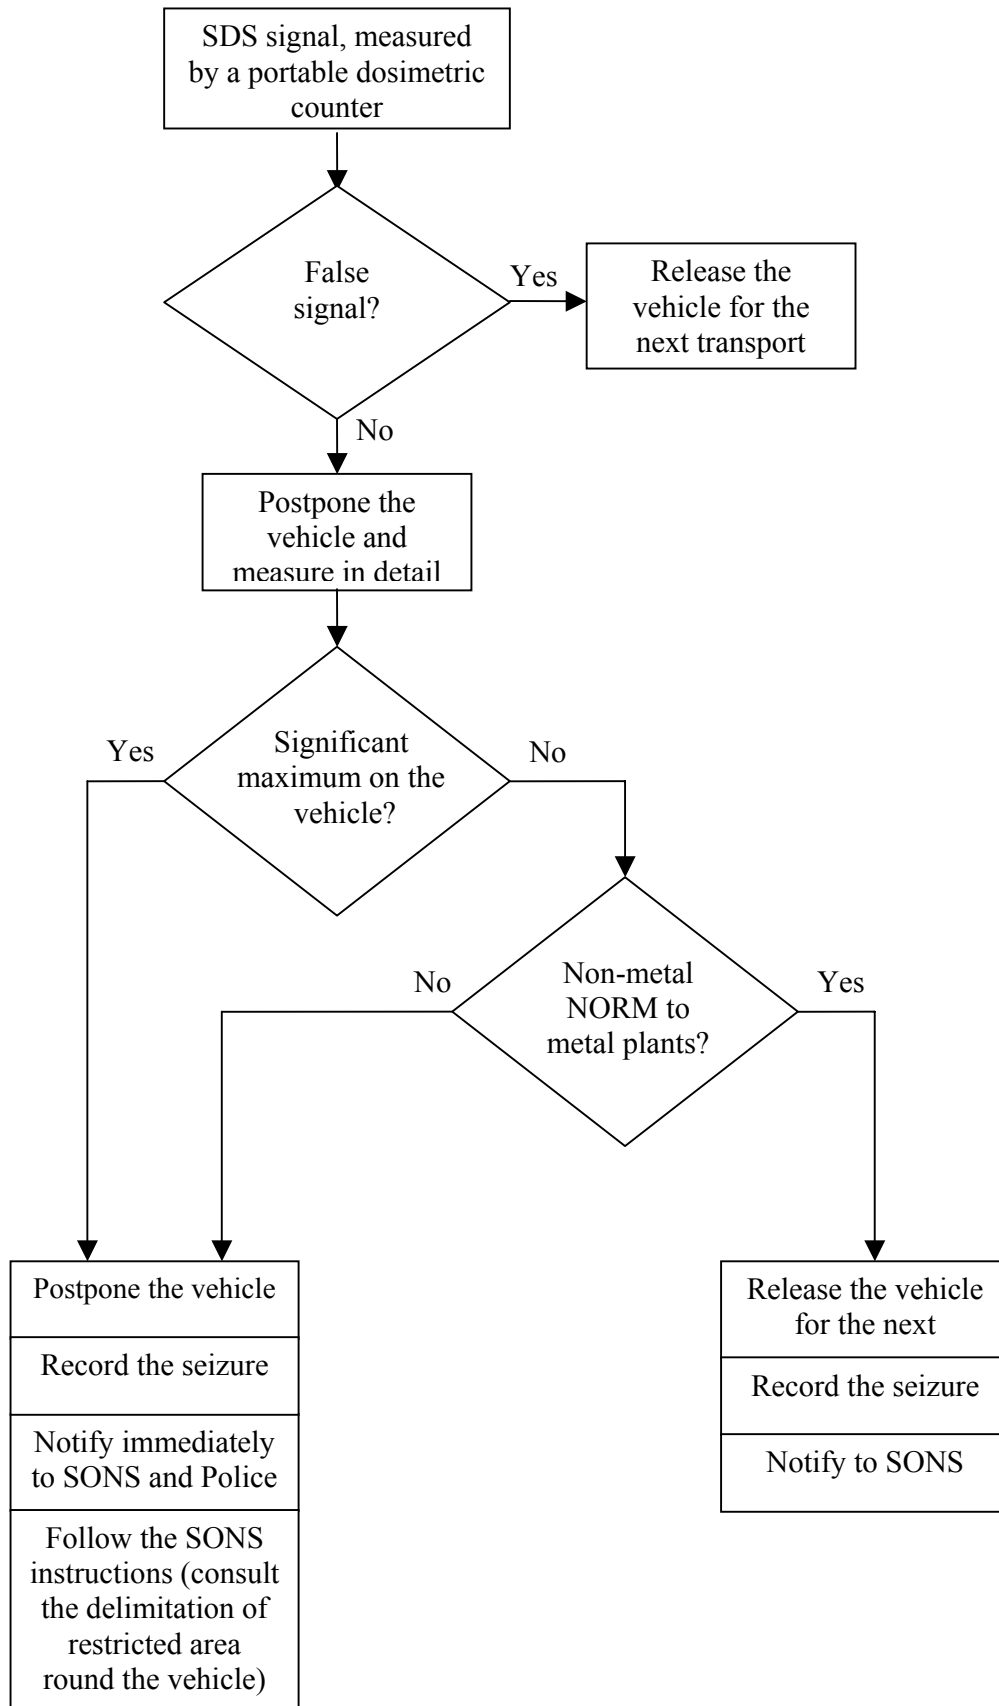 SDS signal, measured
by a portable dosimetric
counter
False
signal?
Yes
Release the
vehicle for the
next transport
No
Postpone the
vehicle and
measure in detail
Yes
Significant
maximum on the
vehicle?
No
No
Non-metal
NORM to
metal plants?
Yes
Postpone the vehicle
Record the seizure
Notify immediately
to SONS and Police
Follow the SONS
instructions (consult
the delimitation of
restricted area
round the vehicle)
Release the vehicle
for the next
Record the seizure
Notify to SONS